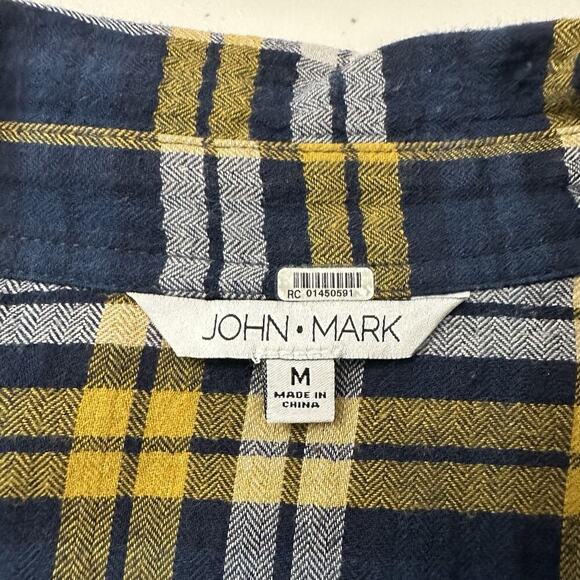 RC 01450591
JOHN • MARK
M
MADE IN
CHINA